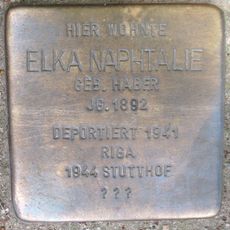 HIER WOHNTE
ELKA NAPHTALIE
GEB. HABER
JG. 1892
DEPORTIERT 1941
RIGA
1944 STUTTHOF
? ? ?